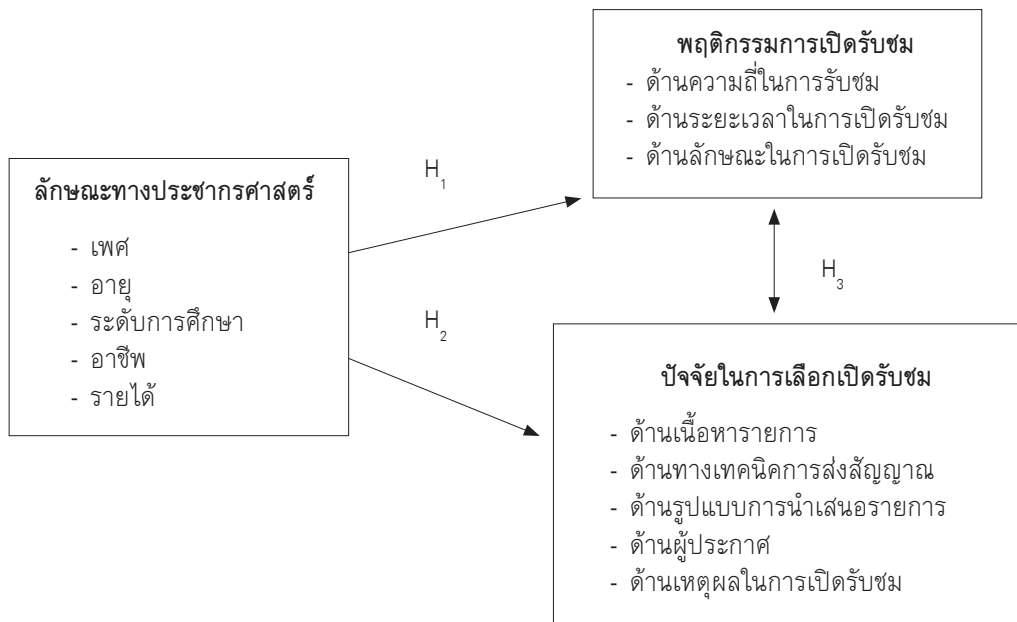 พฤติกรรมการเปิดรับชม
- ด้านความถี่ในการรับชม
- ด้านระยะเวลาในการเปิดรับชม
- ด้านลักษณะในการเปิดรับชม
H₁
ลักษณะทางประชากรศาสตร์
- เพศ
- อายุ
- ระดับการศึกษา
- อาชีพ
- รายได้
H₃
H₂
ปัจจัยในการเลือกเปิดรับชม
- ด้านเนื้อหารายการ
- ด้านทางเทคนิคการส่งสัญญาณ
- ด้านรูปแบบการนำเสนอรายการ
- ด้านผู้ประกาศ
- ด้านเหตุผลในการเปิดรับชม